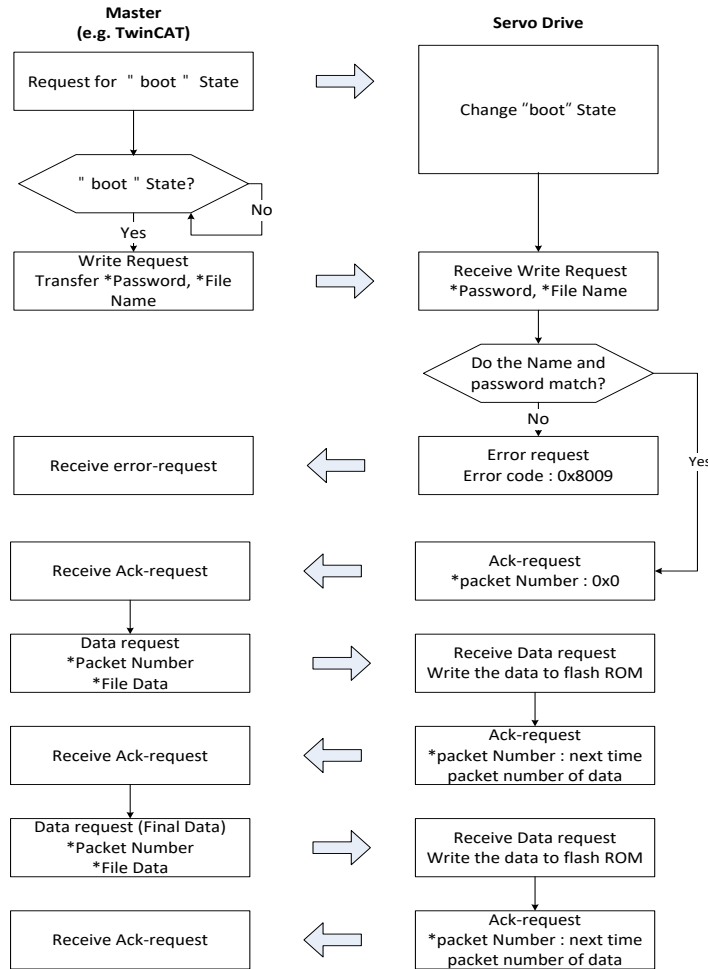 Master
(e.g. TwinCAT)
Servo Drive
Request for " boot " State
Change "boot" State
" boot " State?
No
Yes
Write Request
Transfer *Password, *File
Name
Receive Write Request
*Password, *File Name
Do the Name and
password match?
No
Yes
Receive error-request
Error request
Error code : 0x8009
Receive Ack-request
Ack-request
*packet Number : 0x0
Data request
*Packet Number
*File Data
Receive Data request
Write the data to flash ROM
Receive Ack-request
Ack-request
*packet Number : next time
packet number of data
Data request (Final Data)
*Packet Number
*File Data
Receive Data request
Write the data to flash ROM
Receive Ack-request
Ack-request
*packet Number : next time
packet number of data